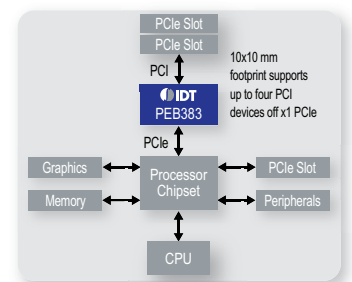 PCIe Slot
PCIe Slot
PCI
10x10 mm
footprint supports
up to four PCI
devices off x1 PCIe
IDT
PEB383
PCIe
Graphics
Processor
Chipset
PCIe Slot
Memory
Peripherals
CPU